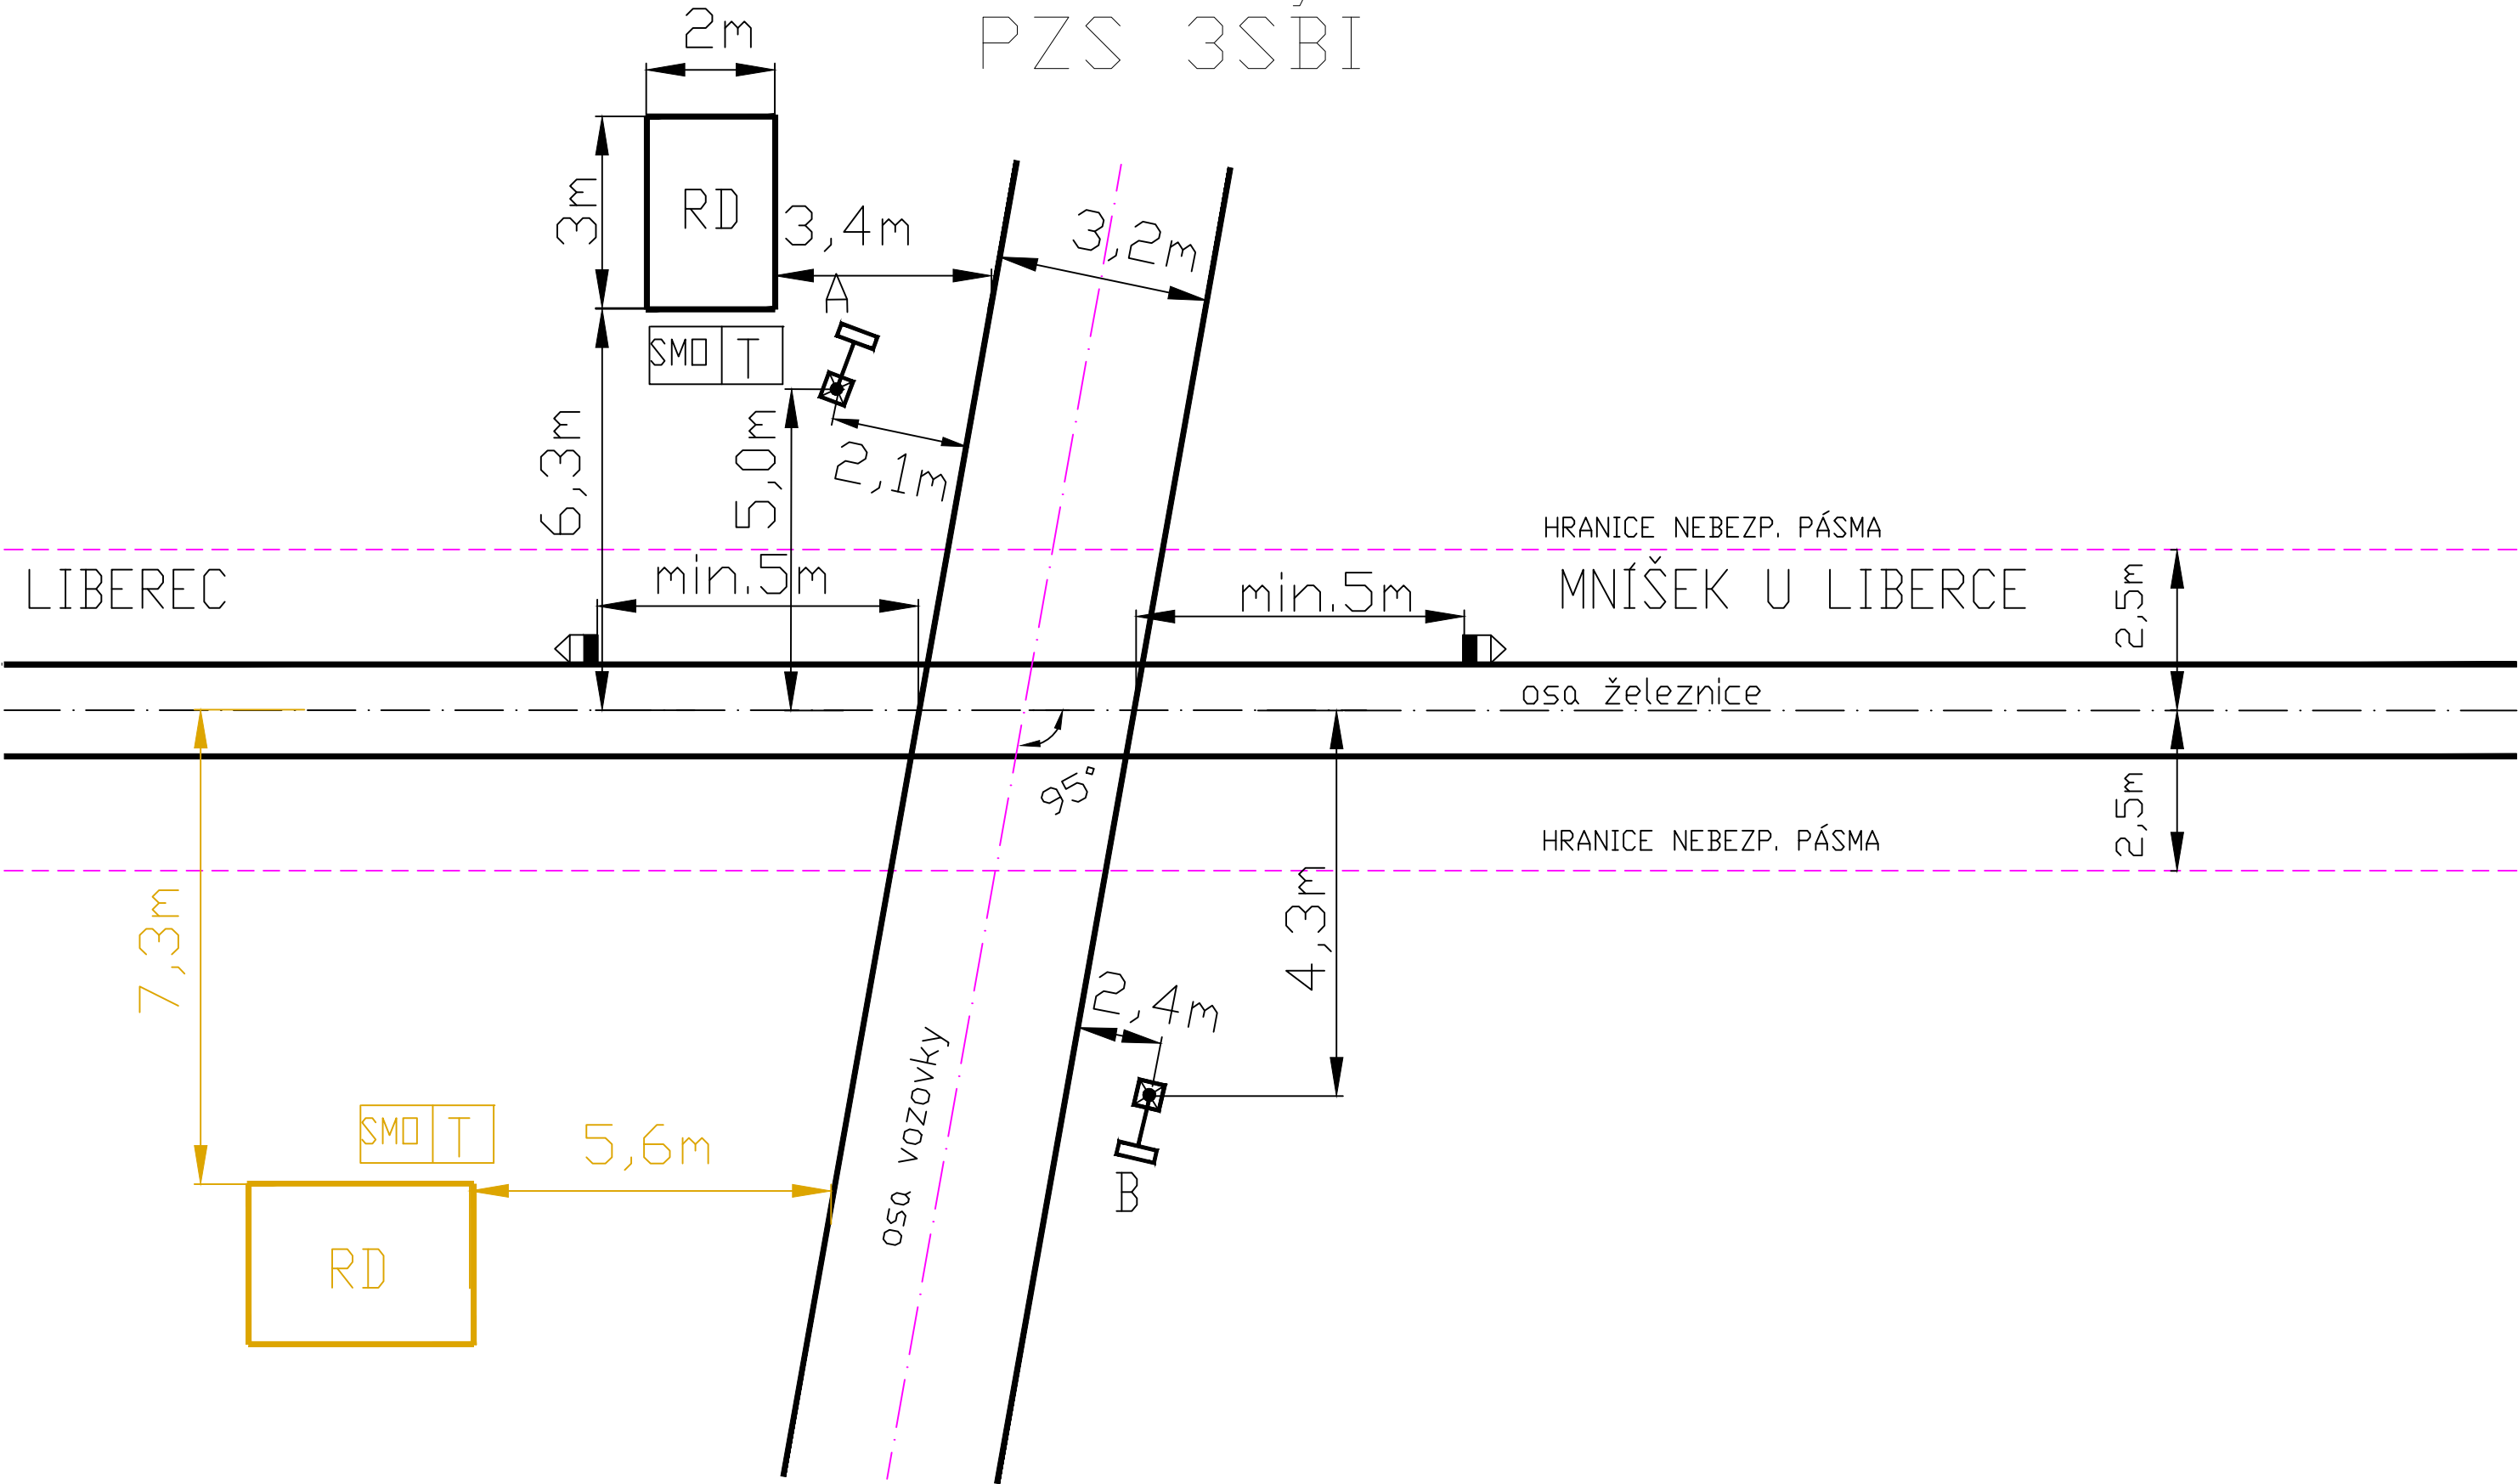 PZS 3SBI
2m
3m
RD
3,4m
3,2m
A
SMO T
2,1m
6,3m
5,0m
HRANICE NEBEZP. PÁSMA
LIBEREC
min.5m
min.5m
MNÍŠEK U LIBERCE
2,5m
osa železnice
95°
2,5m
HRANICE NEBEZP. PÁSMA
7,3m
4,3m
2,4m
osa vozovky
SMO T
5,6m
B
RD